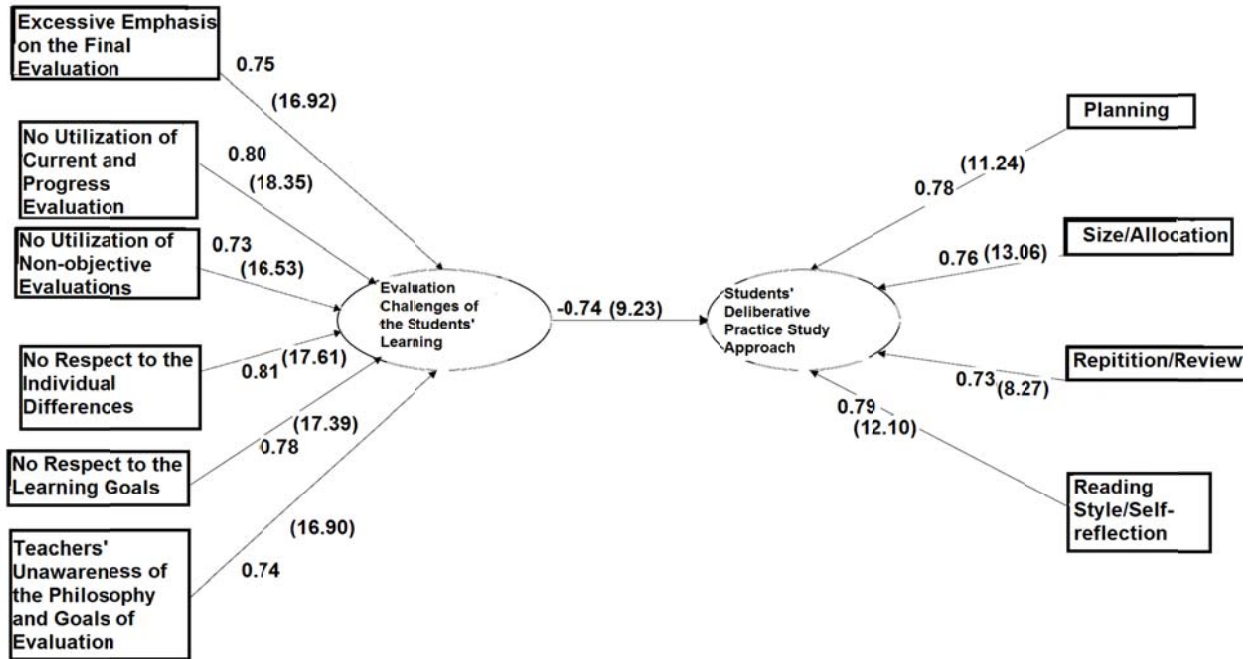 Excessive Emphasis
on the Final
Evaluation
0.75
(16.92)
No Utilization of
Current and
Progress
Evaluation
0.80
(18.35)
No Utilization of
Non-objective
Evaluations
0.73
(16.53)
No Respect to the
Individual
Differences
0.81
(17.61)
No Respect to the
Learning Goals
(17.39)
0.78
Teachers'
Unawareness of
the Philosophy
and Goals of
Evaluation
(16.90)
0.74
Evaluation
Challenges of
the Students'
Learning
-0.74 (9.23)
Students'
Deliberative
Practice Study
Approach
Planning
(11.24)
0.78
Size/Allocation
0.76 (13.06)
Repitition/Review
0.73
(8.27)
Reading
Style/Self-
reflection
0.79
(12.10)